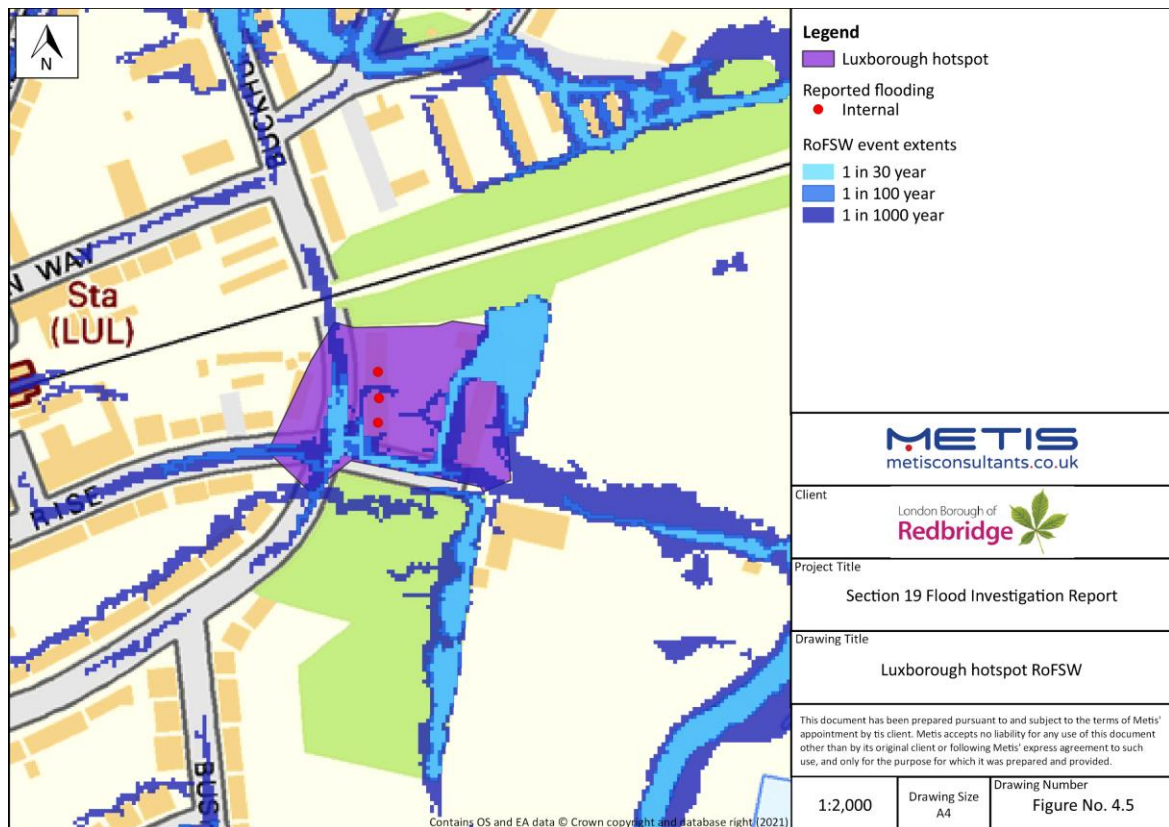 N
BUCKHU
N WAY
Sta
(LUL)
RISE
BUSH
Contains OS and EA data © Crown copyright and database right (2021)
Legend
Luxborough hotspot
Reported flooding
Internal
RoFSW event extents
1 in 30 year
1 in 100 year
1 in 1000 year
METIS
metisconsultants.co.uk
Client
London Borough of
Redbridge
Project Title
Section 19 Flood Investigation Report
Drawing Title
Luxborough hotspot RoFSW
This document has been prepared pursuant to and subject to the terms of Metis'
appointment by tis client. Metis accepts no liability for any use of this document
other than by its original client or following Metis' express agreement to such
use, and only for the purpose for which it was prepared and provided.
1:2,000
Drawing Size
A4
Drawing Number
Figure No. 4.5